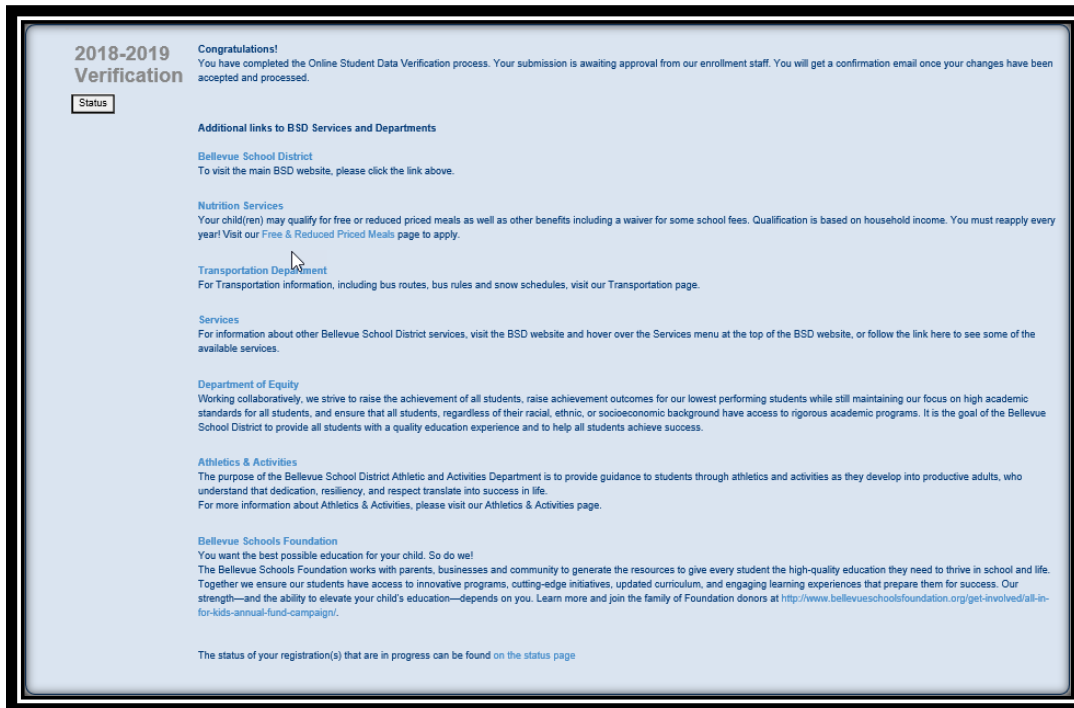 2018-2019
Verification
Status
Congratulations!
You have completed the Online Student Data Verification process. Your submission is awaiting approval from our enrollment staff. You will get a confirmation email once your changes have been
accepted and processed.
Additional links to BSD Services and Departments
Bellevue School District
To visit the main BSD website, please click the link above.
Nutrition Services
Your child(ren) may qualify for free or reduced priced meals as well as other benefits including a waiver for some school fees. Qualification is based on household income. You must reapply every
year! Visit our Free & Reduced Priced Meals page to apply.
Transportation Department
For Transportation information, including bus routes, bus rules and snow schedules, visit our Transportation page.
Services
For information about other Bellevue School District services, visit the BSD website and hover over the Services menu at the top of the BSD website, or follow the link here to see some of the
available services.
Department of Equity
Working collaboratively, we strive to raise the achievement of all students, raise achievement outcomes for our lowest performing students while still maintaining our focus on high academic
standards for all students, and ensure that all students, regardless of their racial, ethnic, or socioeconomic background have access to rigorous academic programs. It is the goal of the Bellevue
School District to provide all students with a quality education experience and to help all students achieve success.
Athletics & Activities
The purpose of the Bellevue School District Athletic and Activities Department is to provide guidance to students through athletics and activities as they develop into productive adults, who
understand that dedication, resiliency, and respect translate into success in life.
For more information about Athletics & Activities, please visit our Athletics & Activities page.
Bellevue Schools Foundation
You want the best possible education for your child. So do we!
The Bellevue Schools Foundation works with parents, businesses and community to generate the resources to give every student the high-quality education they need to thrive in school and life.
Together we ensure our students have access to innovative programs, cutting-edge initiatives, updated curriculum, and engaging learning experiences that prepare them for success. Our
strength—and the ability to elevate your child's education—depends on you. Learn more and join the family of Foundation donors at http://www.bellevueschoolsfoundation.org/get-involved/all-in-
for-kids-annual-fund-campaign/.
The status of your registration(s) that are in progress can be found on the status page